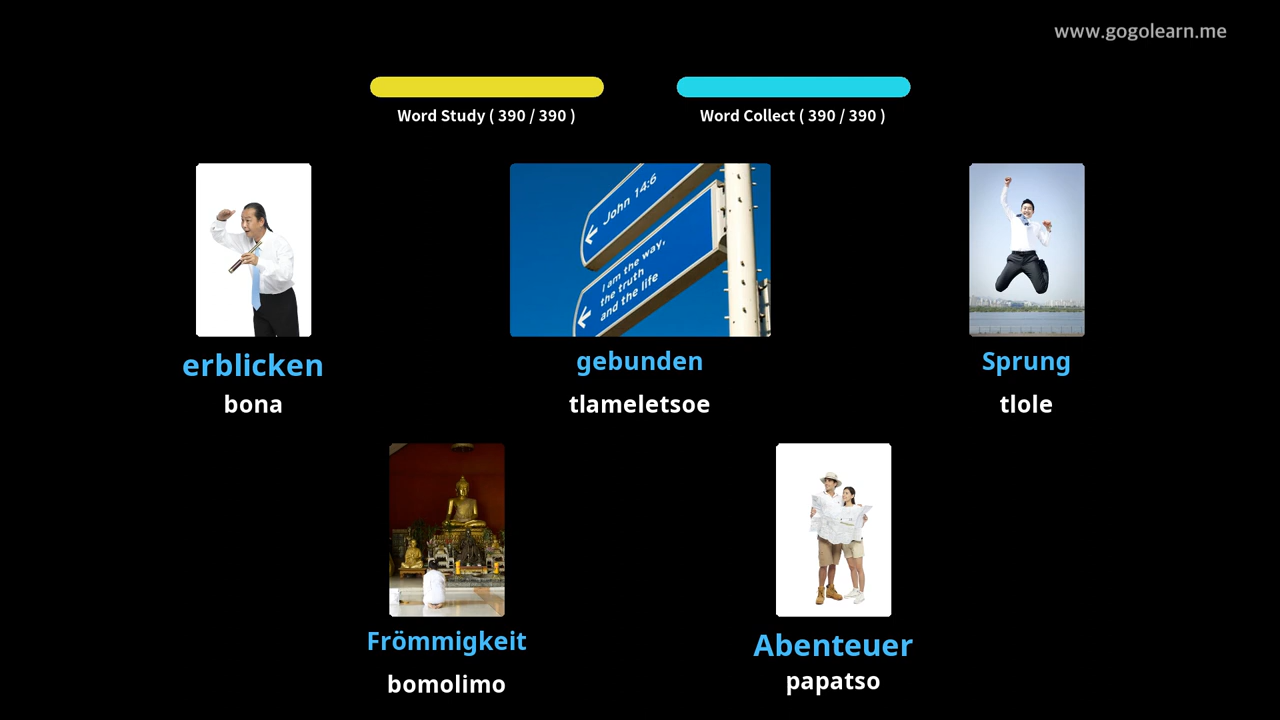 www.gogolearn.me
Word Study ( 390 / 390 )
Word Collect ( 390 / 390 )
John 14:6
I am the way,
the truth
and the life
erblicken
bona
gebunden
tlameletsoe
Sprung
tlole
Frömmigkeit
bomolimo
Abenteuer
papatso